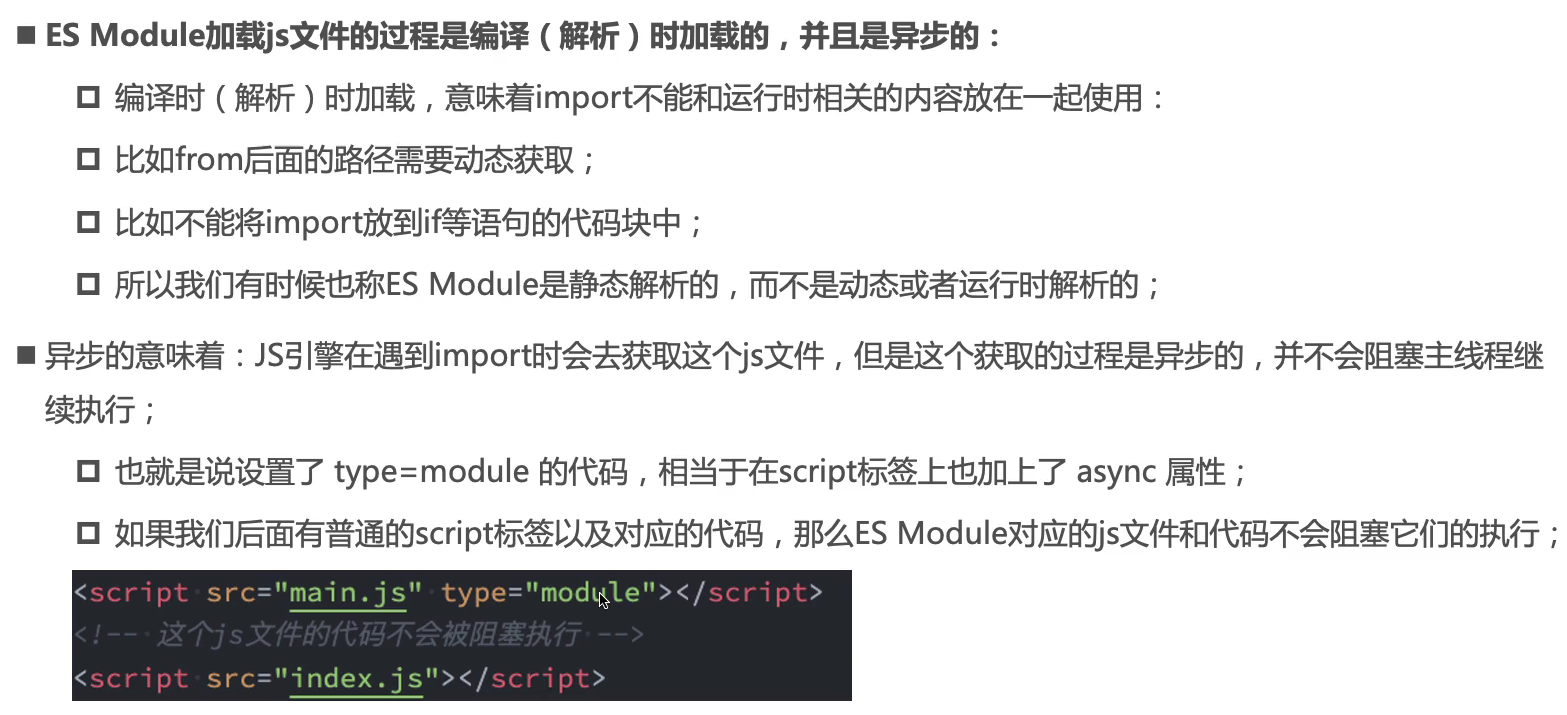 ES Module加载js文件的过程是编译（解析）时加载的，并且是异步的：
编译时（解析）时加载，意味着import不能和运行时相关的内容放在一起使用：
比如from后面的路径需要动态获取；
比如不能将import放到if等语句的代码块中；
所以我们有时候也称ES Module是静态解析的，而不是动态或者运行时解析的；
异步的意味着：JS引擎在遇到import时会去获取这个js文件，但是这个获取的过程是异步的，并不会阻塞主线程继
续执行；
也就是说设置了 type=module 的代码，相当于在script标签上也加上了 async 属性；
如果我们后面有普通的script标签以及对应的代码，那么ES Module对应的js文件和代码不会阻塞它们的执行；
<script src="main.js" type="module"></script>
<!-- 这个js文件的代码不会被阻塞执行 -->
<script src="index.js"></script>